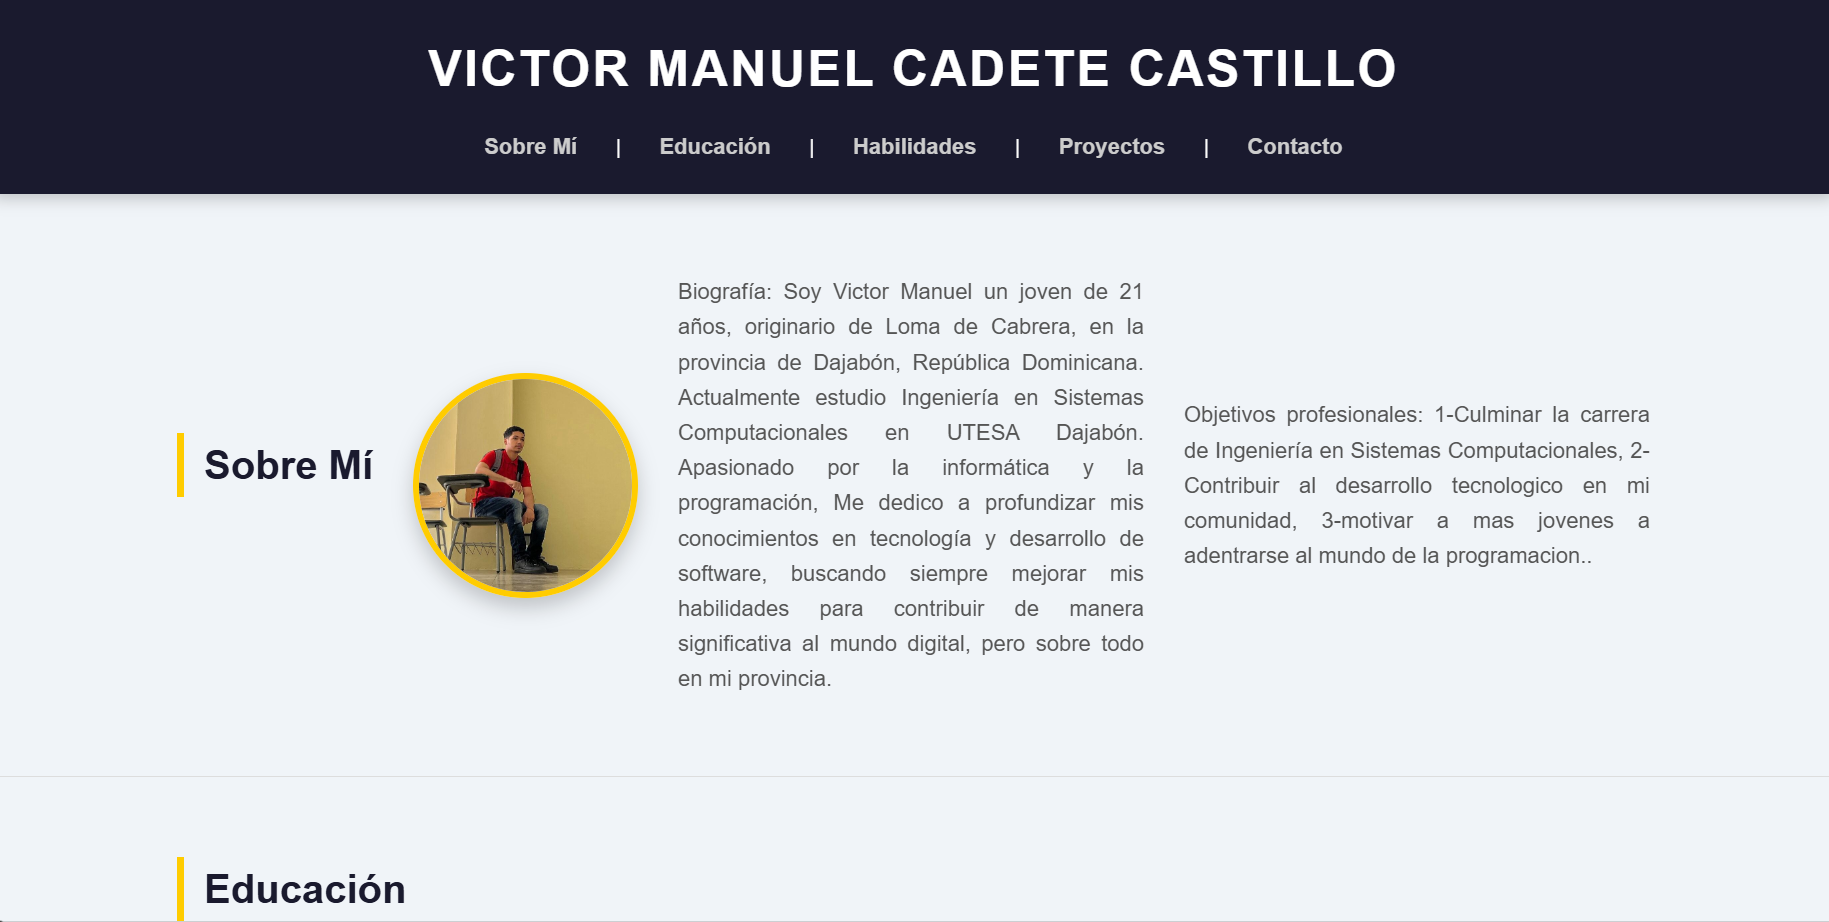 VICTOR MANUEL CADETE CASTILLO
Sobre Mí | Educación | Habilidades | Proyectos | Contacto
Sobre Mí
Biografía: Soy Victor Manuel un joven de 21
años, originario de Loma de Cabrera, en la
provincia de Dajabón, República Dominicana.
Actualmente estudio Ingeniería en Sistemas
Computacionales en UTESA Dajabón.
Apasionado por la informática y la
programación, Me dedico a profundizar mis
conocimientos en tecnología y desarrollo de
software, buscando siempre mejorar mis
habilidades para contribuir de manera
significativa al mundo digital, pero sobre todo
en mi provincia.
Objetivos profesionales: 1-Culminar la carrera
de Ingeniería en Sistemas Computacionales, 2-
Contribuir al desarrollo tecnologico en mi
comunidad, 3-motivar a mas jovenes a
adentrarse al mundo de la programacion..
Educación